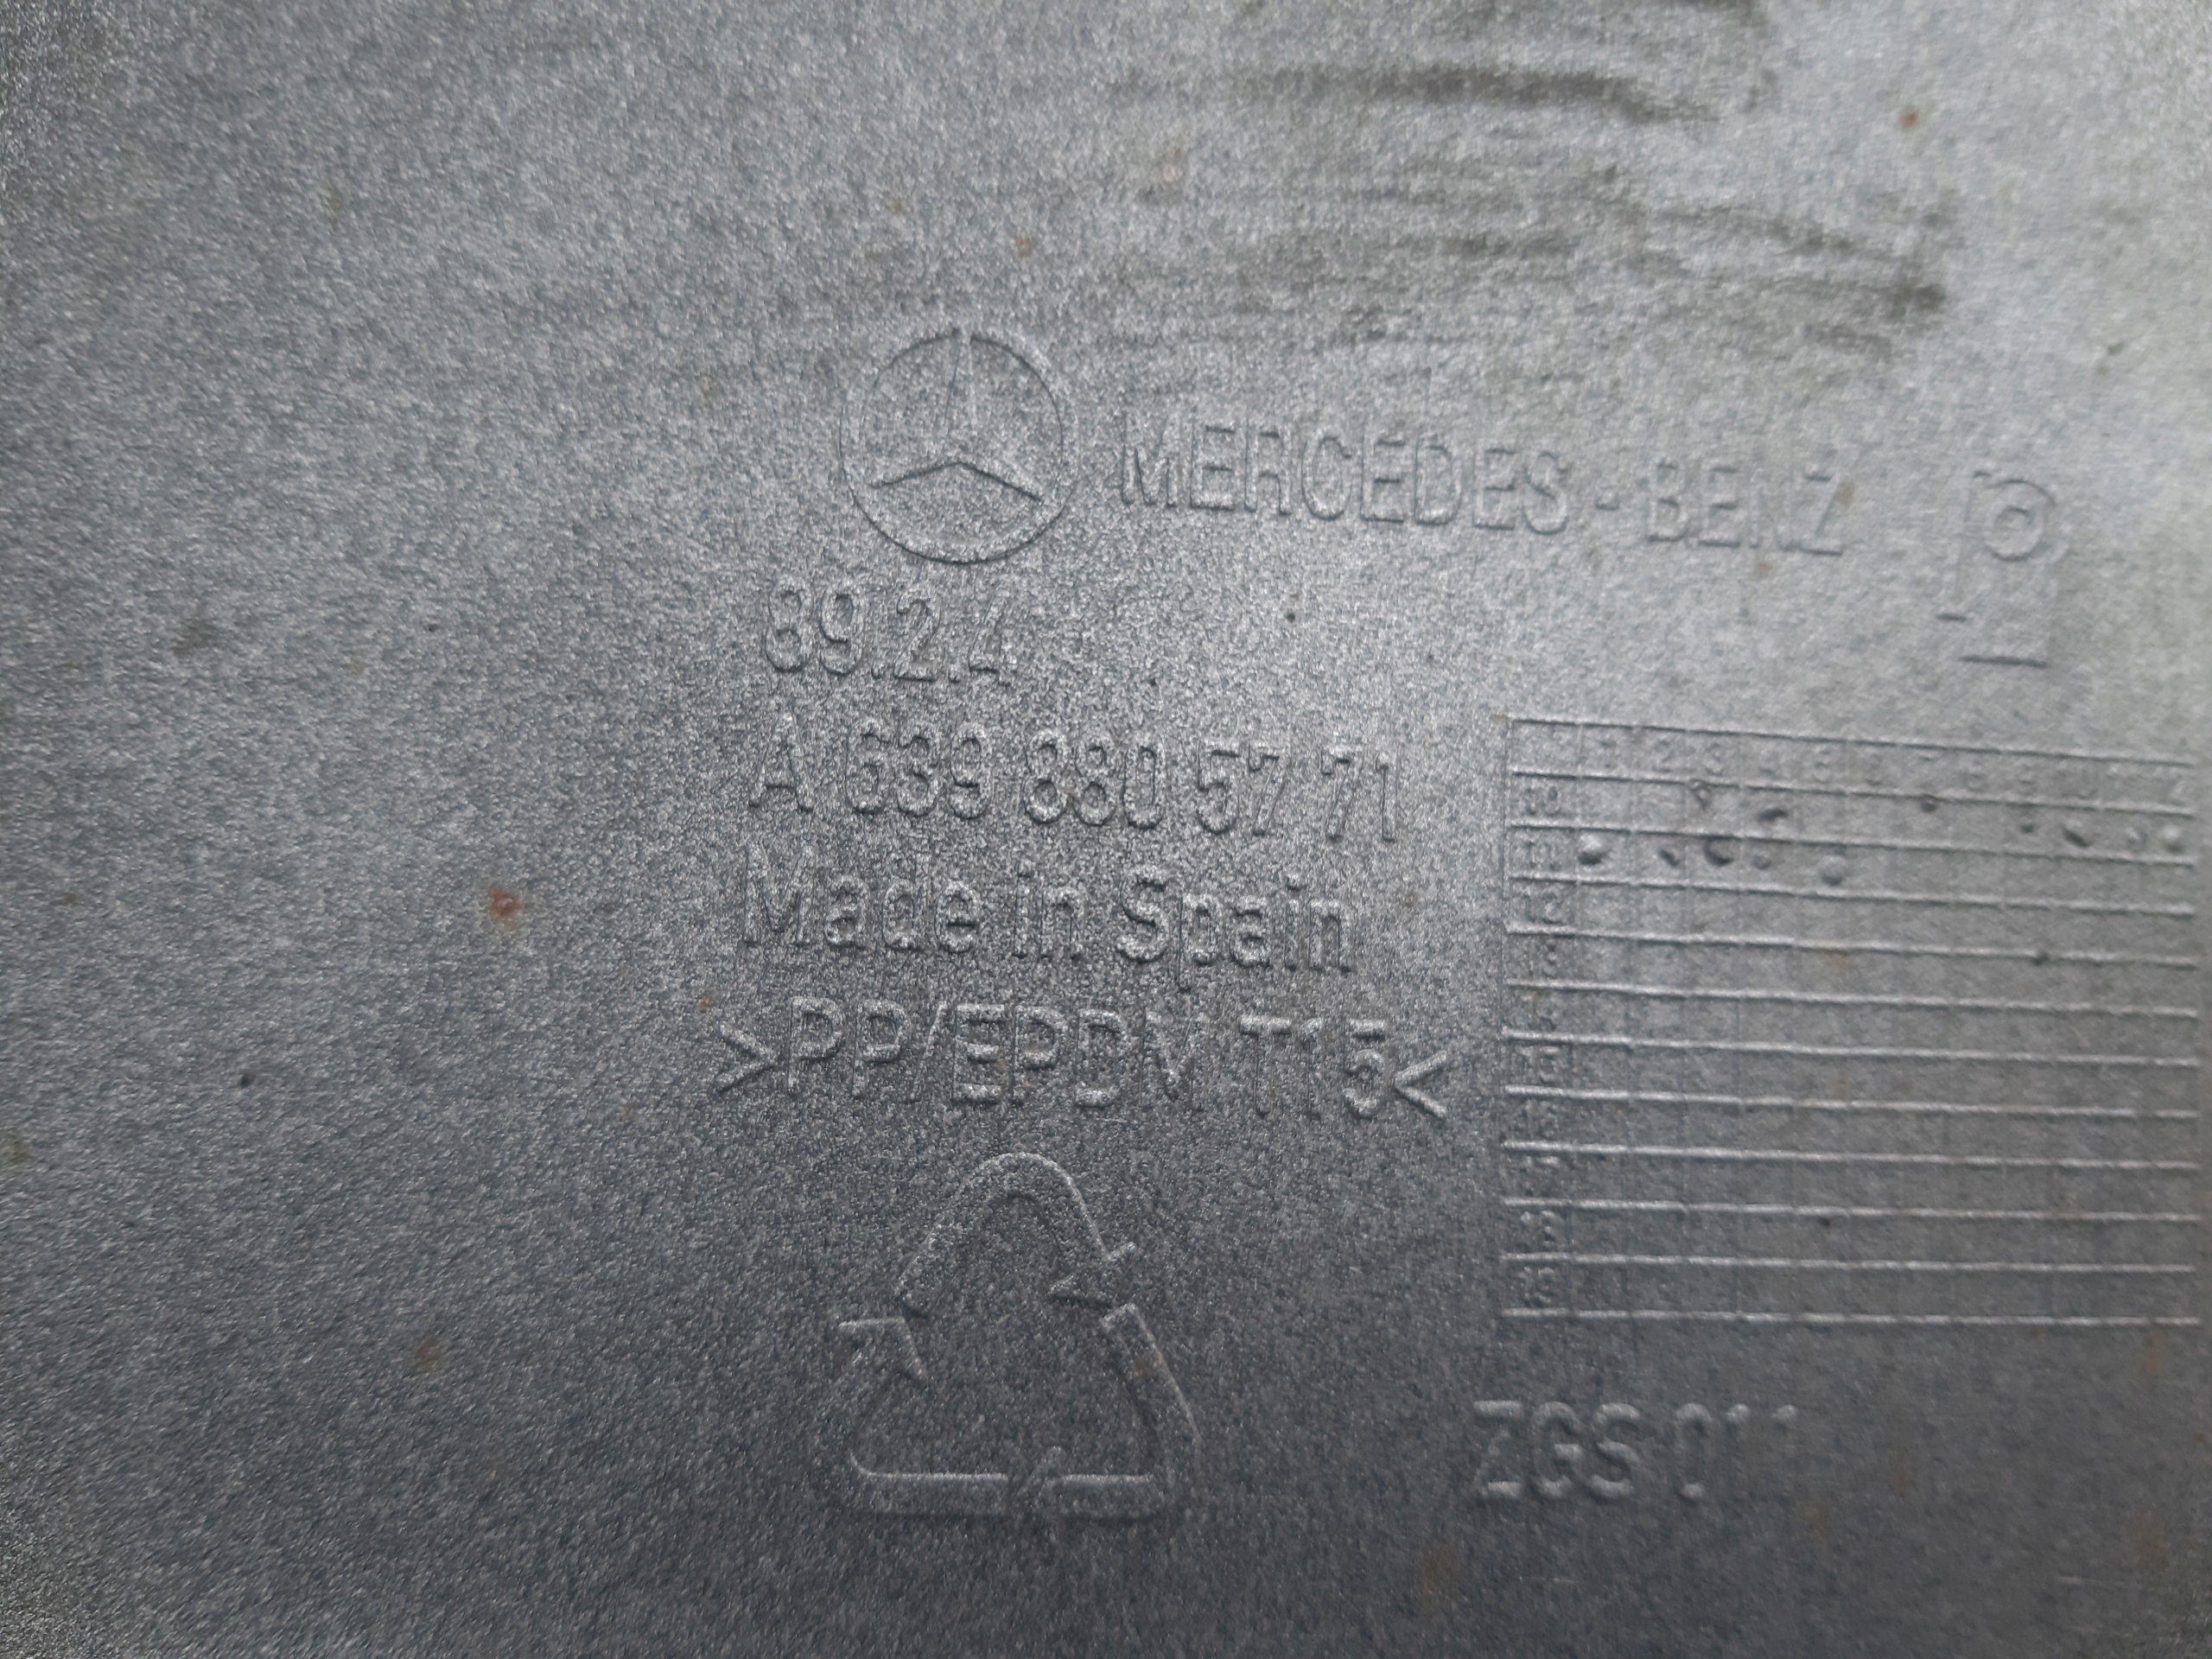 MERCEDES-BENZ
89.2.4
A 639 880 57 71
Made in Spain
>PP/EPDM T15<
ZGS 011